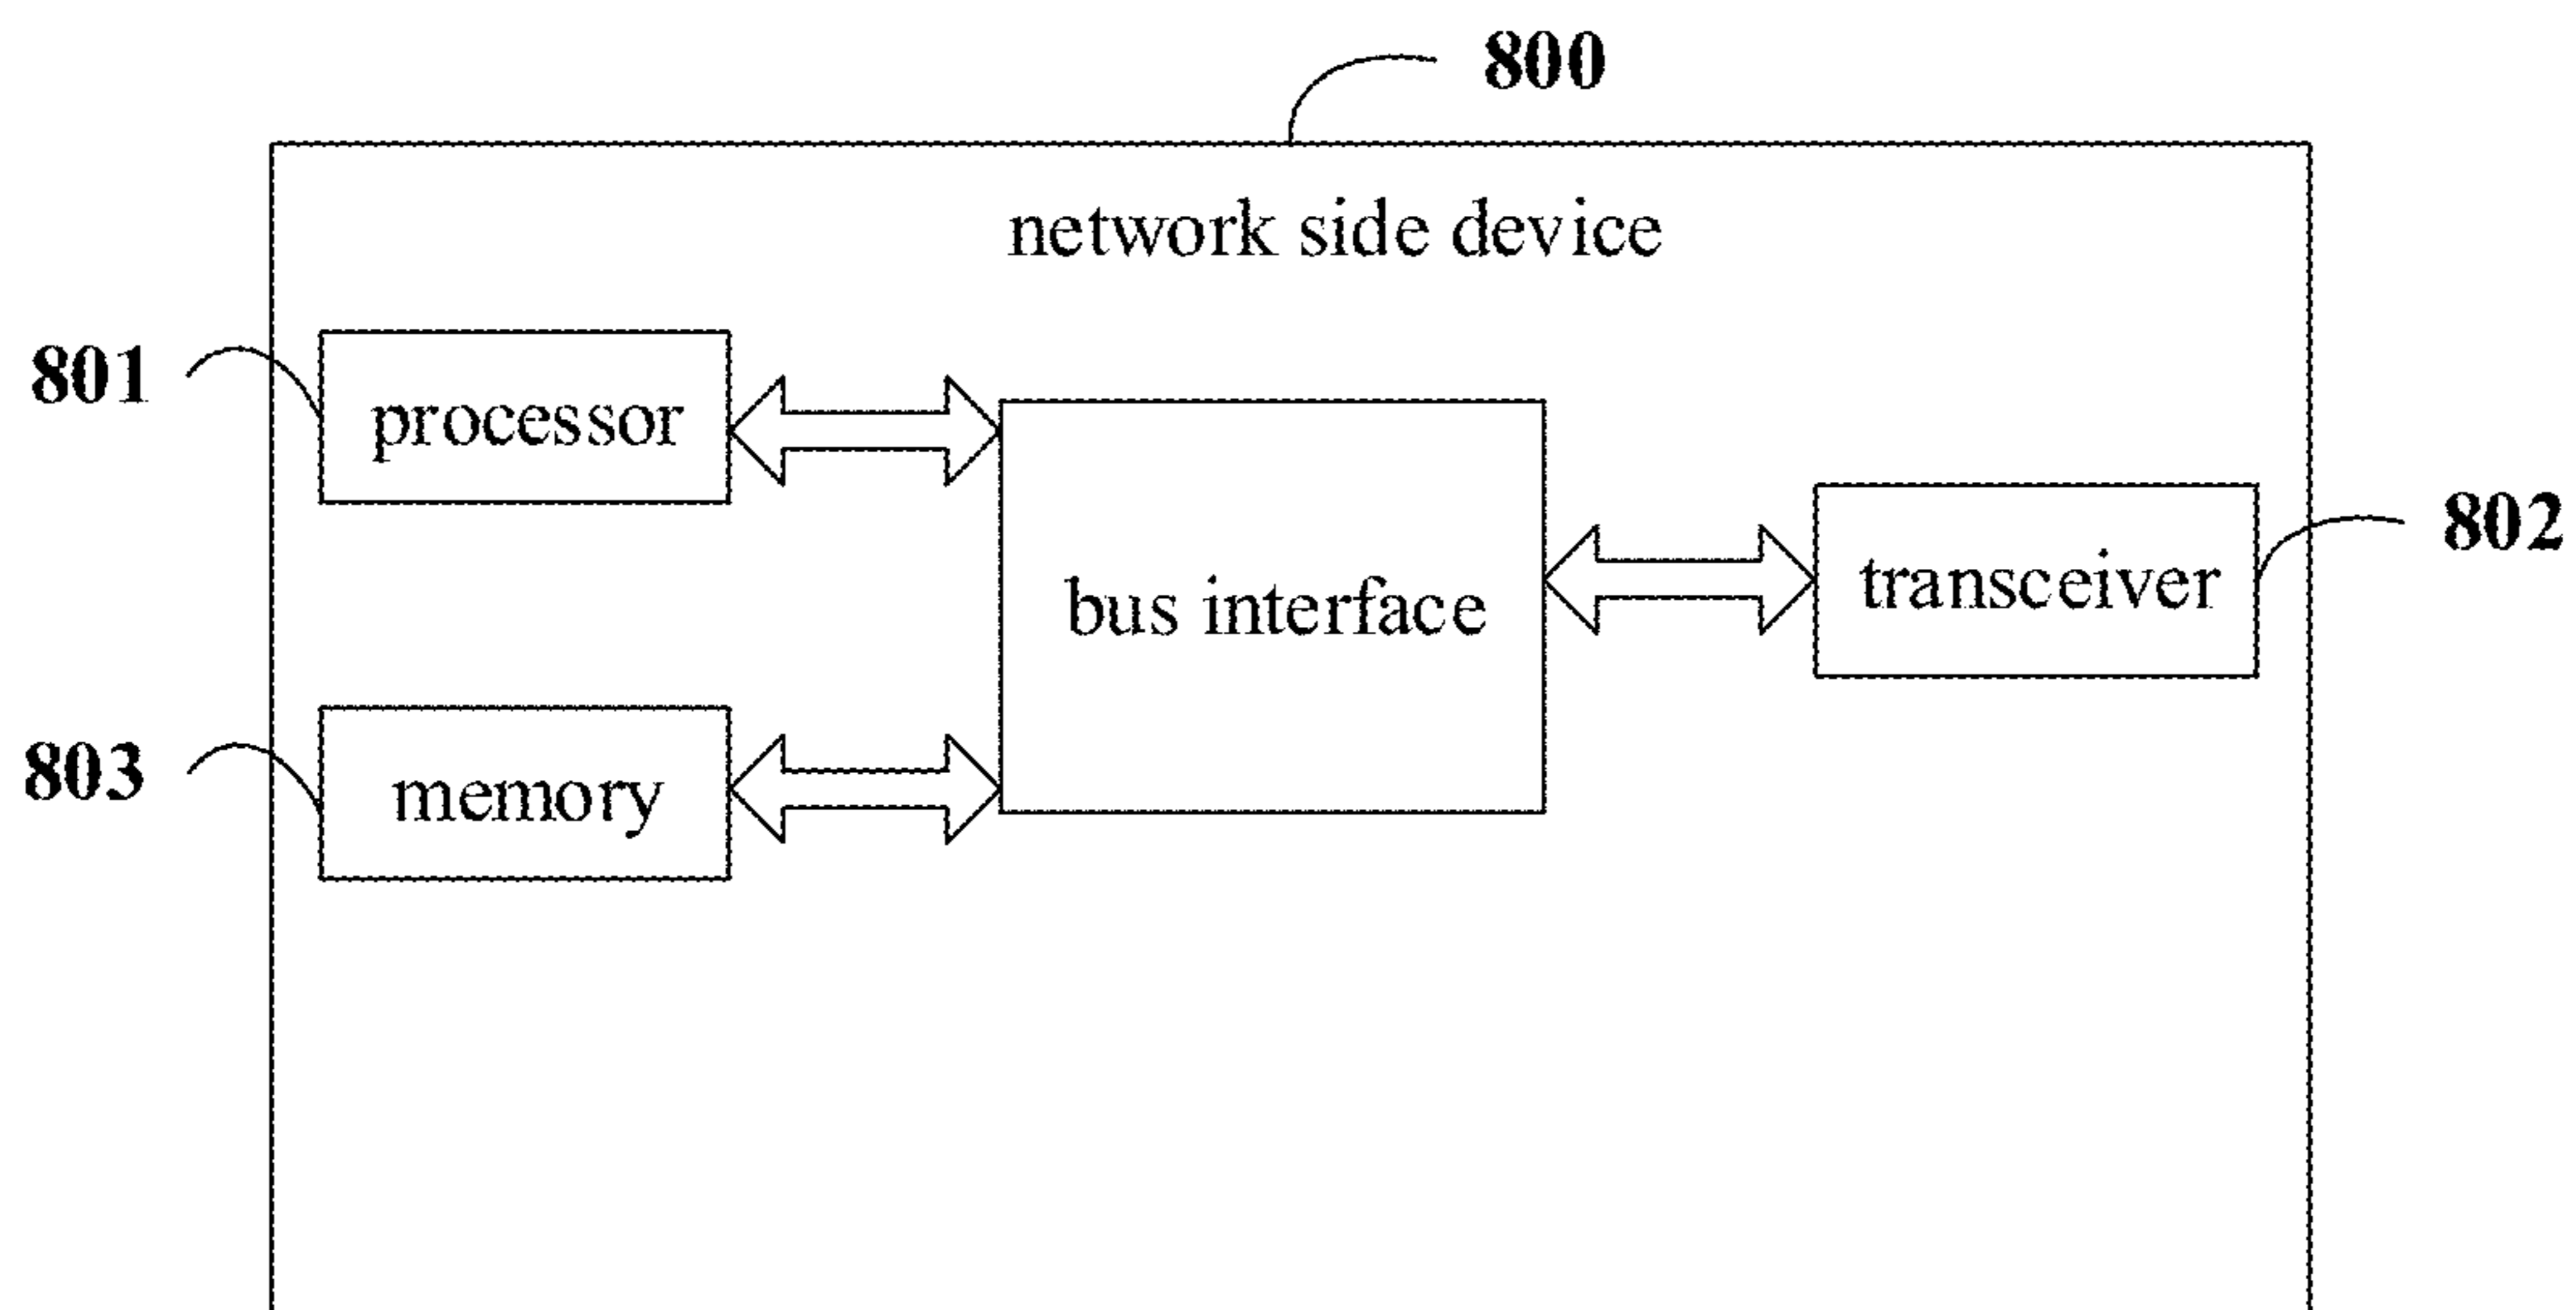 800
network side device
801
processor
bus interface
transceiver
802
803
memory